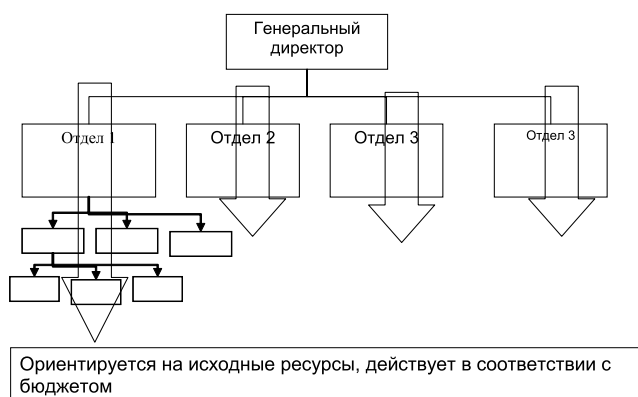 Генеральный
директор
Отдел 1
Отдел 2
Отдел 3
Отдел 3
Ориентируется на исходные ресурсы, действует в соответствии с
бюджетом